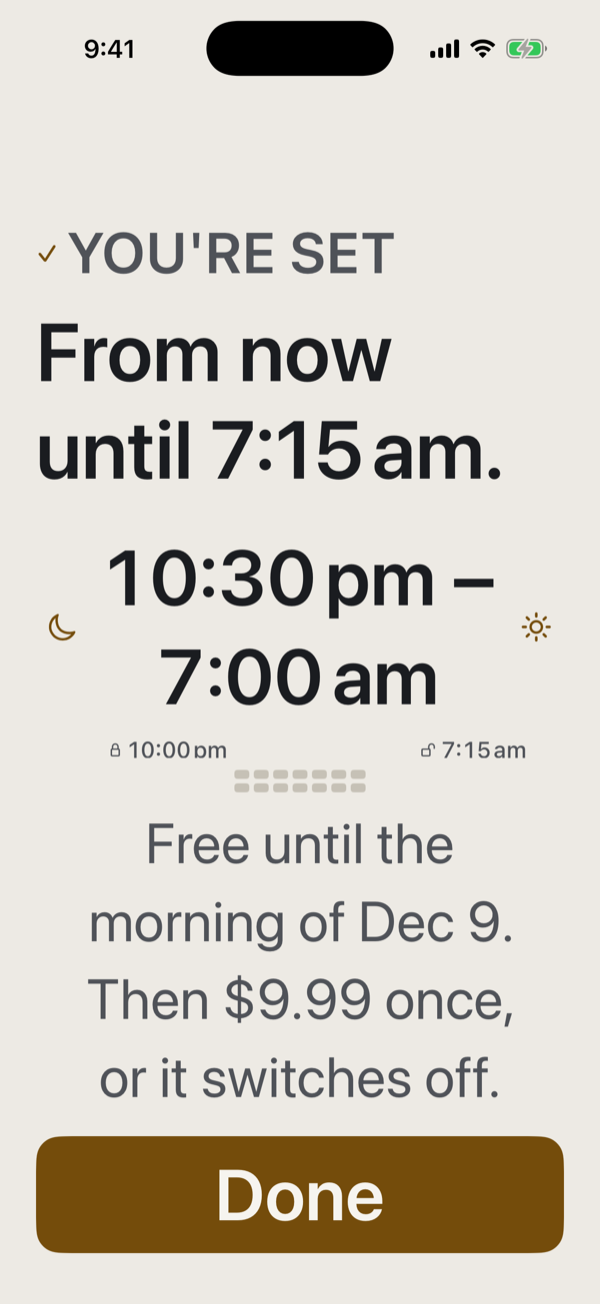 9:41
YOU'RE SET
From now
until 7:15 am.
10:30 pm –
7:00 am
10:00 pm
7:15 am
Free until the
morning of Dec 9.
Then $9.99 once,
or it switches off.
Done